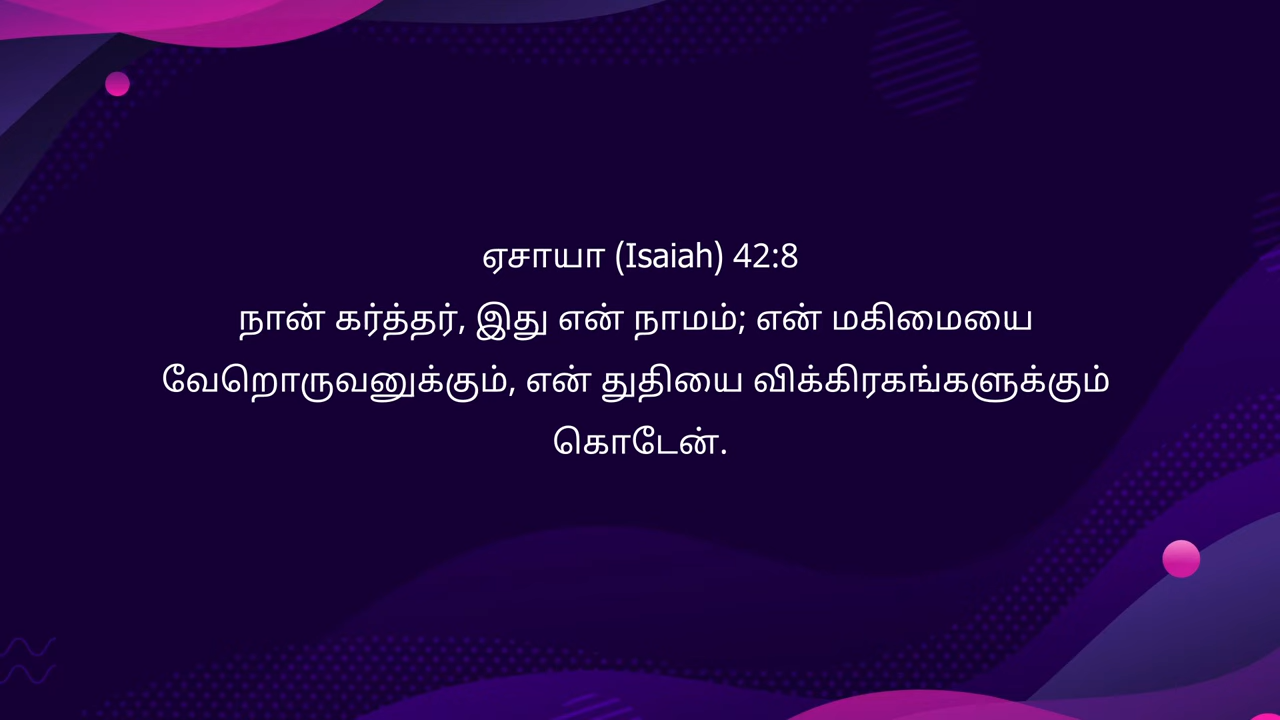 ஏசாயா (Isaiah) 42:8
நான் கர்த்தர், இது என் நாமம்; என் மகிமையை
வேறொருவனுக்கும், என் துதியை விக்கிரகங்களுக்கும்
கொடேன்.